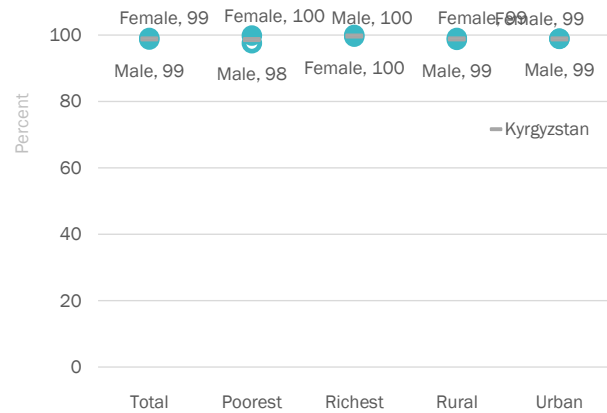 Female, 99
Female, 100
Male, 100
Female, 99
Female, 99
100
Male, 99
Male, 98
Female, 100
Male, 99
Male, 99
Percent
80
Kyrgyzstan
60
40
20
0
Total
Poorest
Richest
Rural
Urban